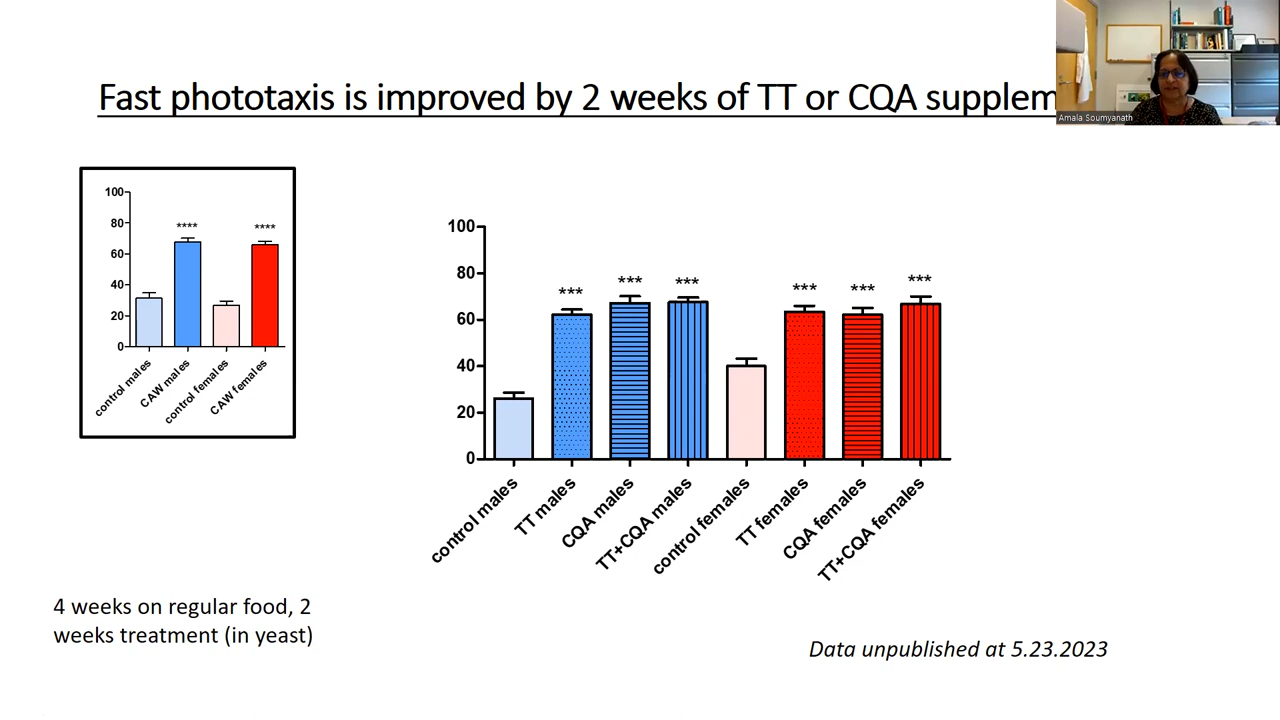 Fast phototaxis is improved by 2 weeks of TT or CQA supplem
Amala Soumyanath
100
80
60
40
20
0
****
****
control males
CAW males
control females
CAW females
100
80
60
40
20
0
***
***
***
***
***
***
control males
TT males
CQA males
TT+CQA males
control females
TT females
CQA females
TT+CQA females
4 weeks on regular food, 2
weeks treatment (in yeast)
Data unpublished at 5.23.2023